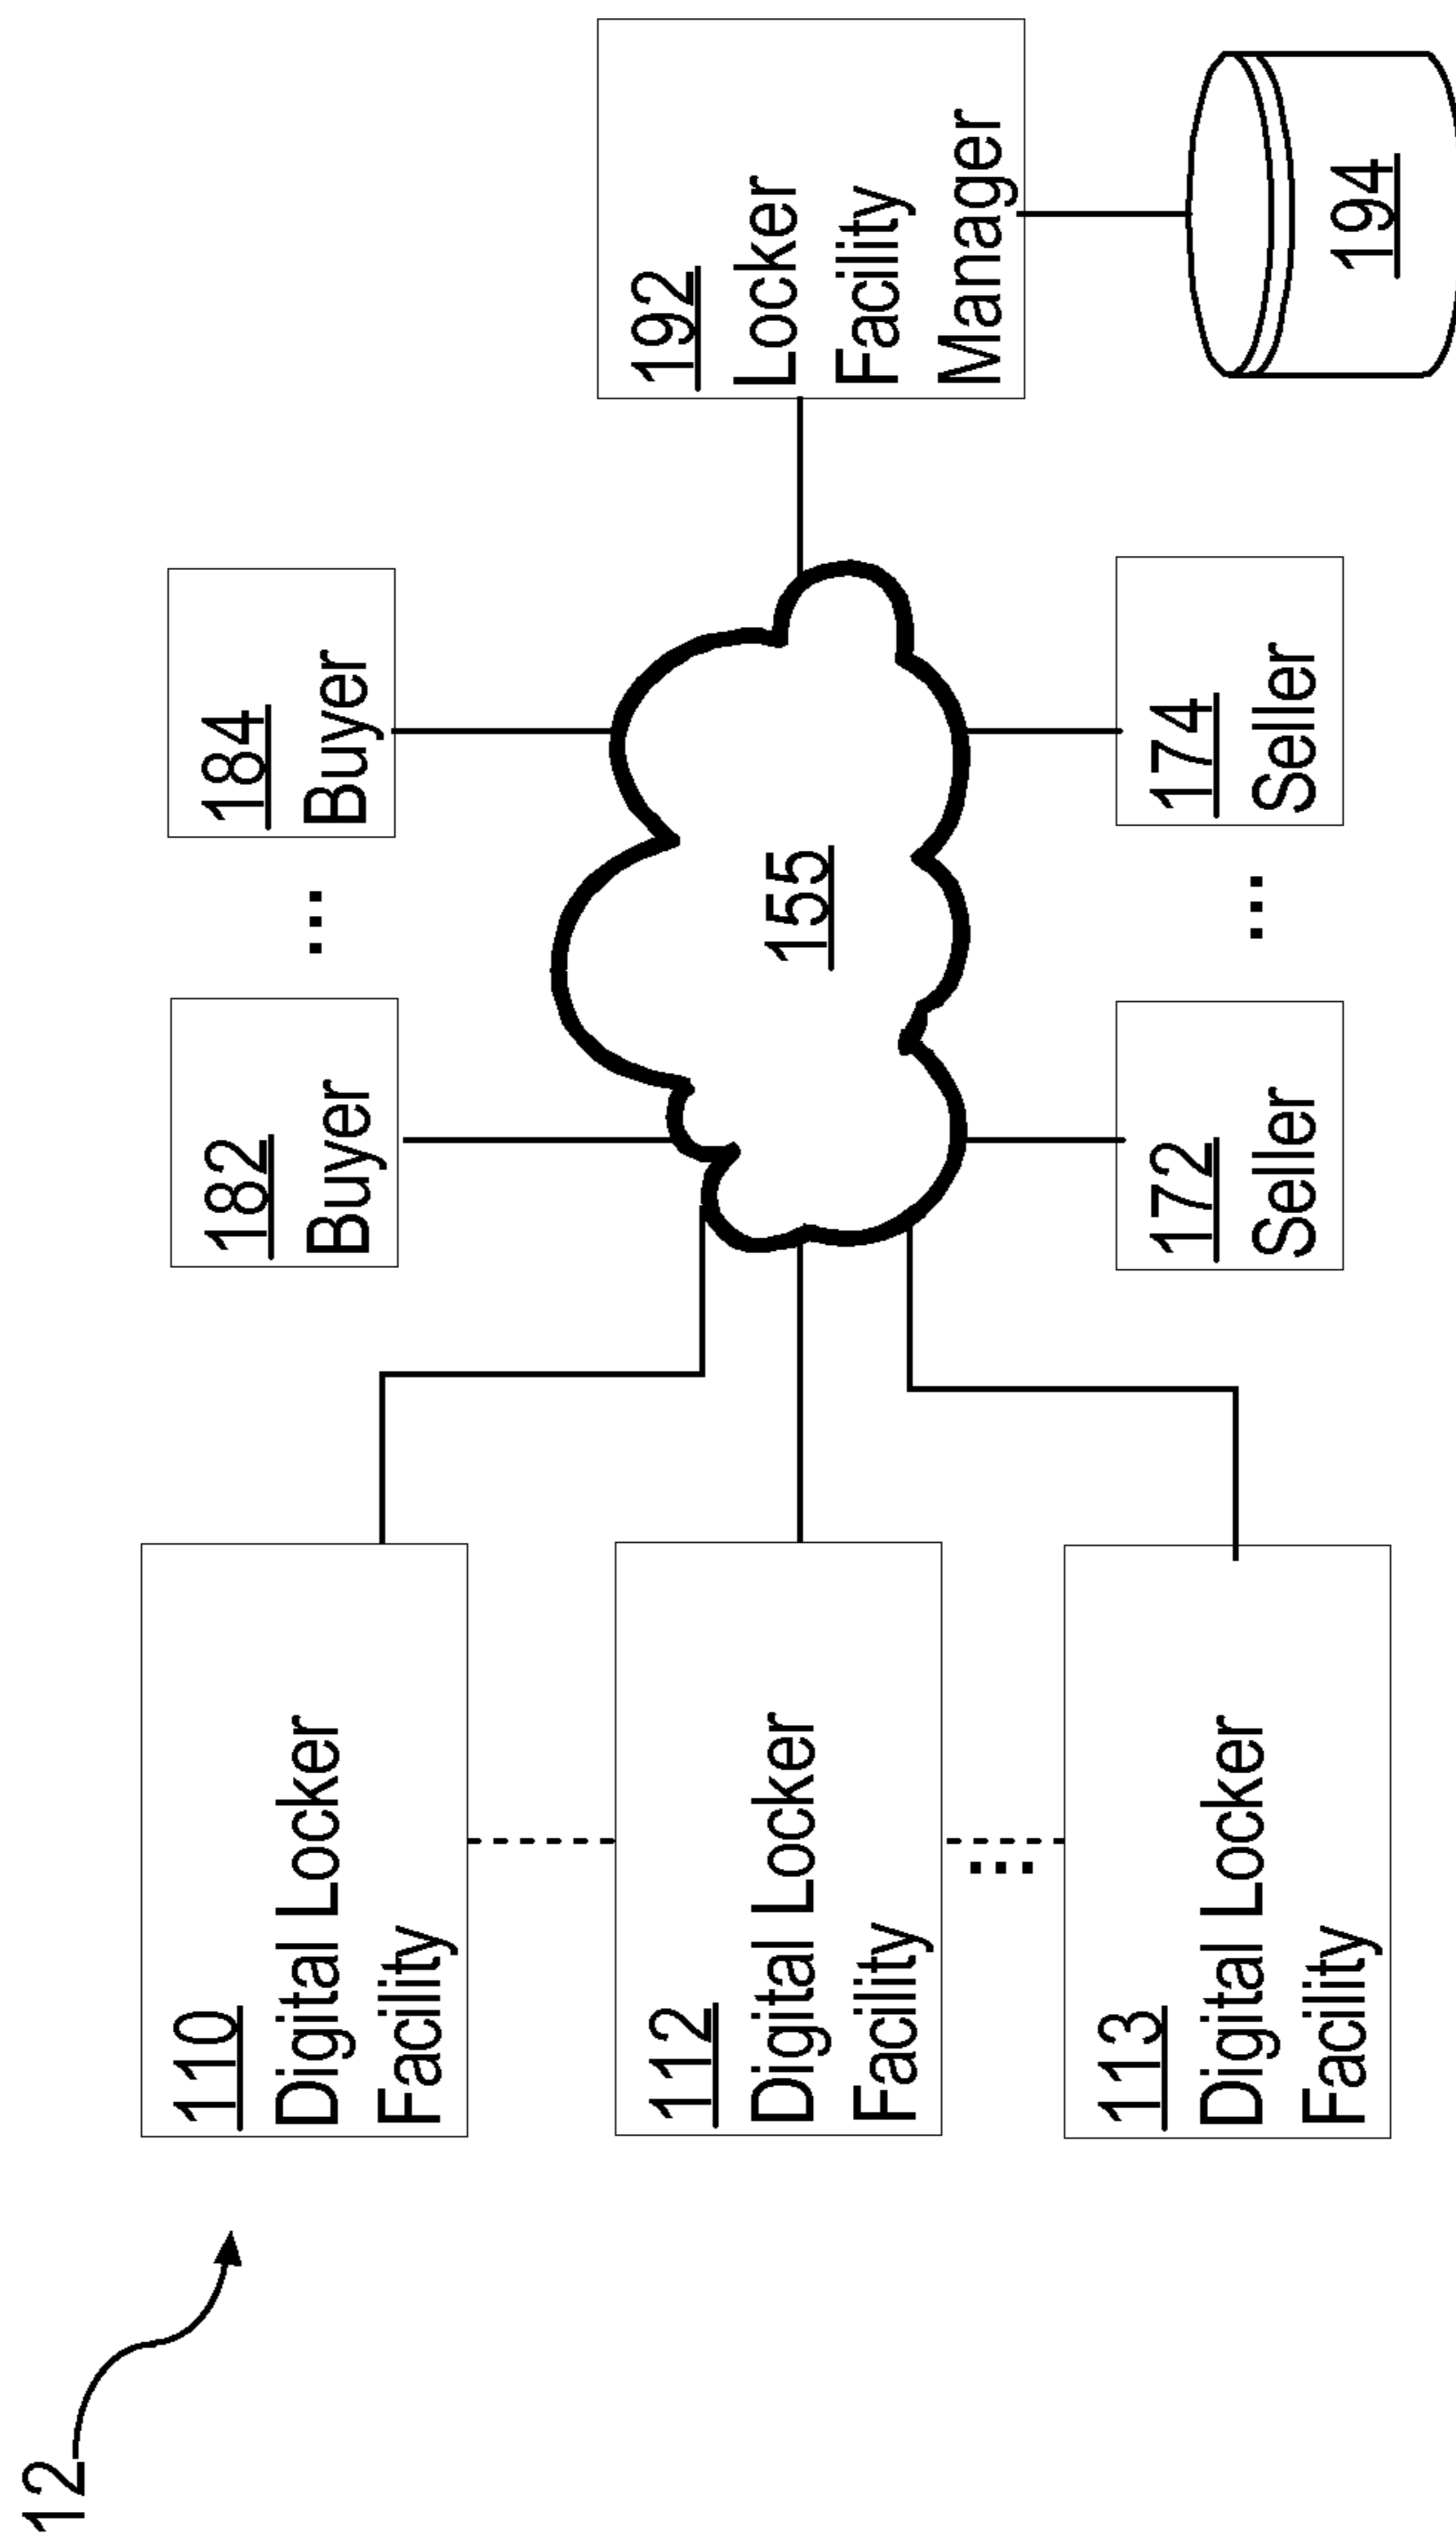 12
110
Digital Locker
Facility
112
Digital Locker
Facility
113
Digital Locker
Facility
182
Buyer
...
184
Buyer
155
172
Seller
...
174
Seller
192
Locker
Facility
Manager
194
...